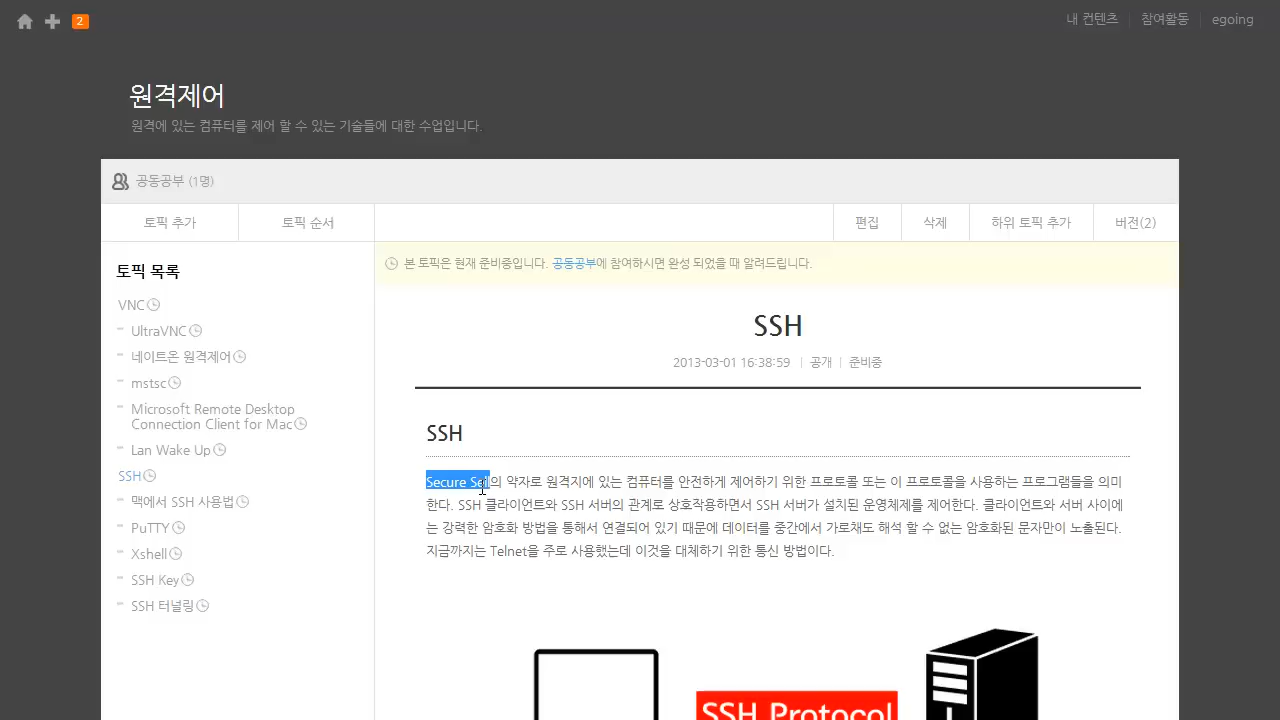 2
내 컨텐츠
참여활동
egoing
원격제어
원격에 있는 컴퓨터를 제어 할 수 있는 기술들에 대한 수업입니다.
공동공부 (1명)
토픽 추가
토픽 순서
편집
삭제
하위 토픽 추가
버전(2)
토픽 목록
VNC
UltraVNC
네이트온 원격제어
mstsc
Microsoft Remote Desktop
Connection Client for Mac
Lan Wake Up
SSH
맥에서 SSH 사용법
PuTTY
Xshell
SSH Key
SSH 터널링
본 토픽은 현재 준비중입니다. 공동공부에 참여하시면 완성 되었을 때 알려드립니다.
SSH
2013-03-01 16:38:59 | 공개 | 준비중
SSH
Secure Sell의 약자로 원격지에 있는 컴퓨터를 안전하게 제어하기 위한 프로토콜 또는 이 프로토콜을 사용하는 프로그램들을 의미
한다. SSH 클라이언트와 SSH 서버의 관계로 상호작용하면서 SSH 서버가 설치된 운영체제를 제어한다. 클라이언트와 서버 사이에
는 강력한 암호화 방법을 통해서 연결되어 있기 때문에 데이터를 중간에서 가로채도 해석 할 수 없는 암호화된 문자만이 노출된다.
지금까지는 Telnet을 주로 사용했는데 이것을 대체하기 위한 통신 방법이다.
SSH Protocol